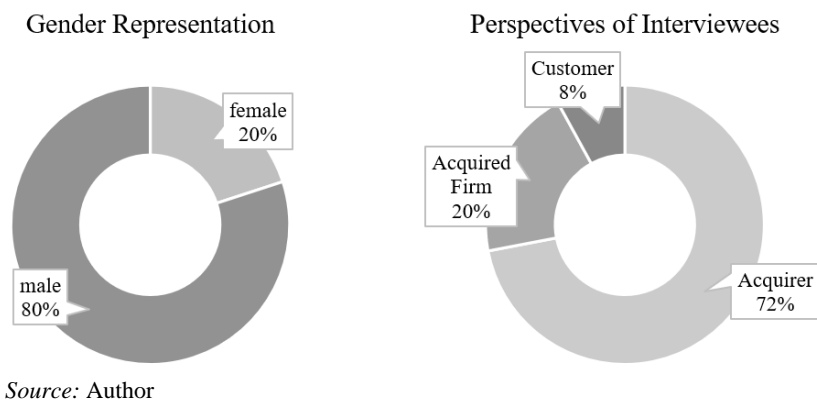 Gender Representation
female
20%
male
80%
Perspectives of Interviewees
Customer
8%
Acquired
Firm
20%
Acquirer
72%
Source: Author